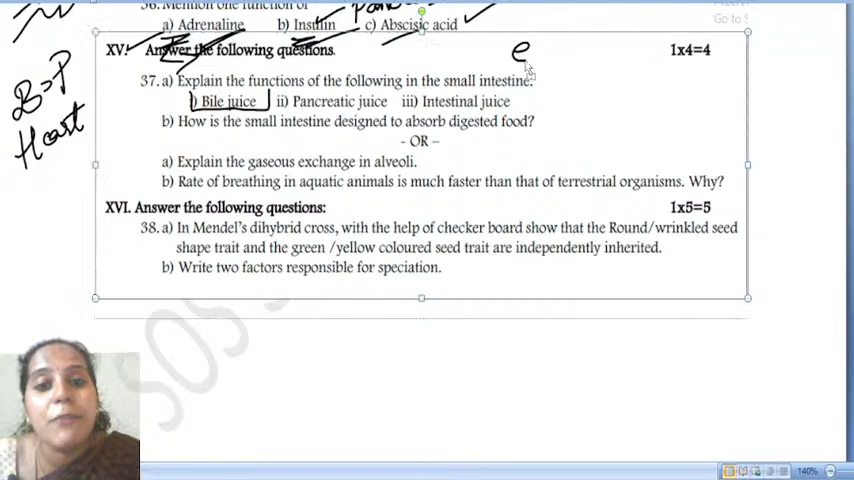 36. Mention one function of
a) Adrenaline b) Insulin c) Abscisic acid
Go to S
XV. Answer the following questions. 1x4=4
e
37. a) Explain the functions of the following in the small intestine:
i) Bile juice ii) Pancreatic juice iii) Intestinal juice
B=P
Heart
b) How is the small intestine designed to absorb digested food?
- OR –
a) Explain the gaseous exchange in alveoli.
b) Rate of breathing in aquatic animals is much faster than that of terrestrial organisms. Why?
XVI. Answer the following questions: 1x5=5
38. a) In Mendel's dihybrid cross, with the help of checker board show that the Round/wrinkled seed
shape trait and the green /yellow coloured seed trait are independently inherited.
b) Write two factors responsible for speciation.
140%